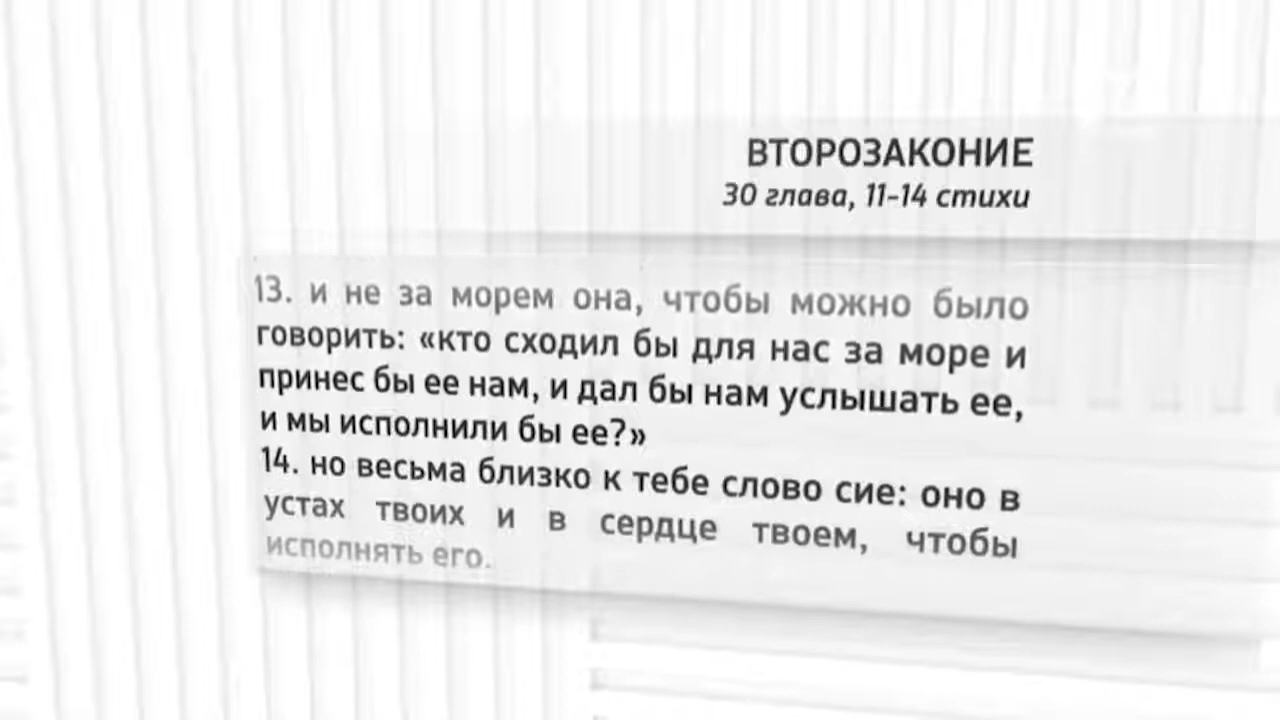 ВТОРОЗАКОНИЕ
30 глава, 11-14 стихи
13. и не за морем она, чтобы можно было
говорить: «кто сходил бы для нас за море и
принес бы ее нам, и дал бы нам услышать ее,
и мы исполнили бы ее?»
14. но весьма близко к тебе слово сие: оно в
устах твоих и в сердце твоем, чтобы
исполнять его.